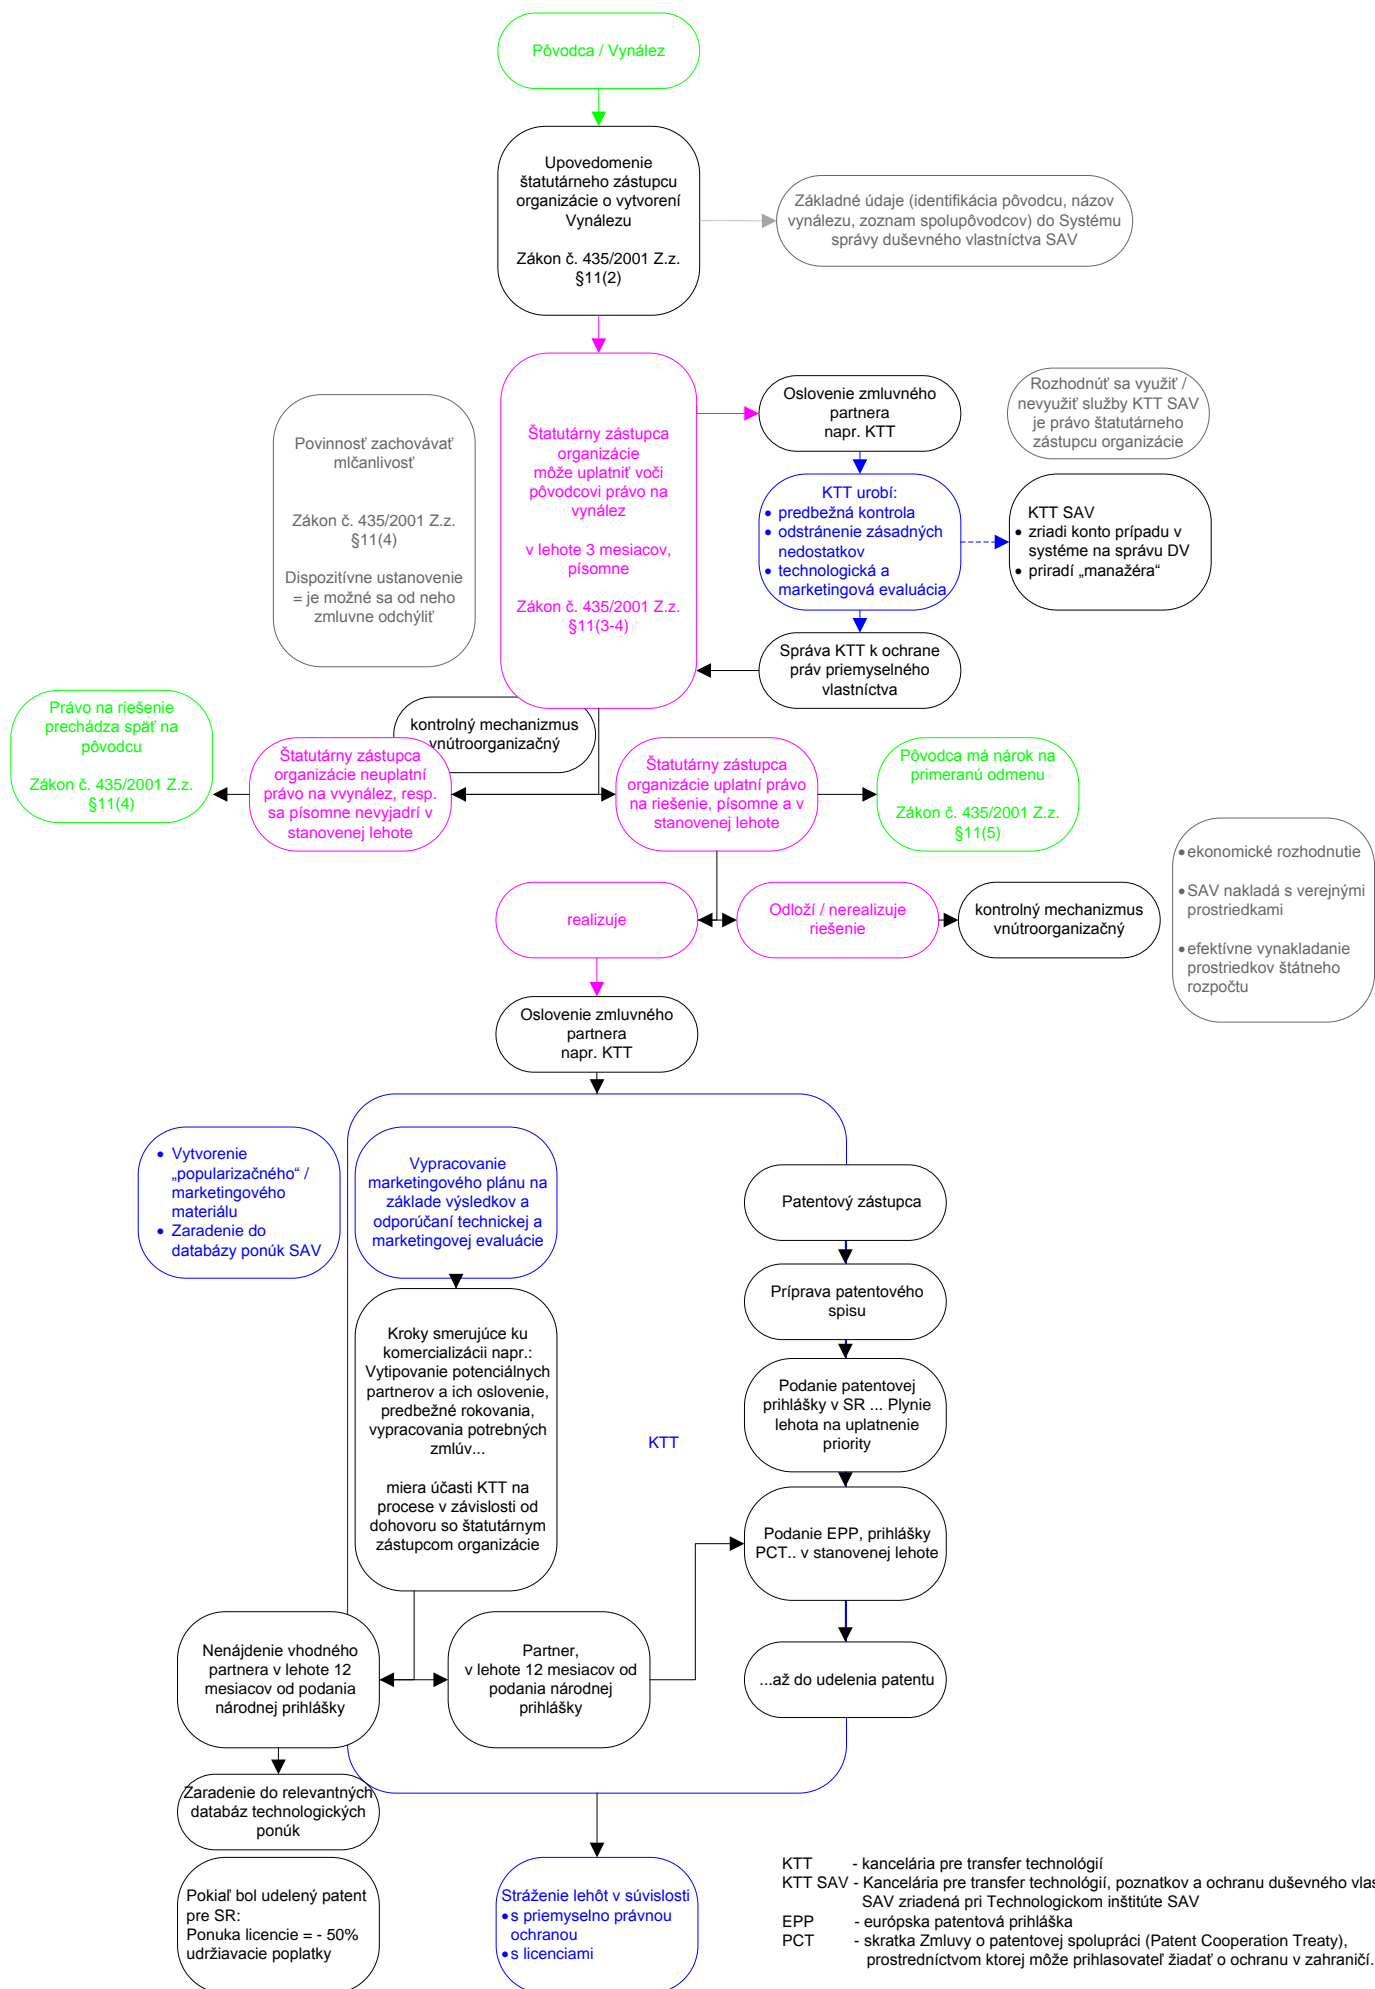 Pôvodca / Vynález
Upovedomenie
štatutárneho zástupcu
organizácie o vytvorení
Vynálezu
Zákon č. 435/2001 Z.z.
§11(2)
Základné údaje (identifikácia pôvodcu, názov
vynálezu, zoznam spolupôvodcov) do Systému
správy duševného vlastníctva SAV
Povinnosť zachovávať
mlčanlivosť
Zákon č. 435/2001 Z.z.
§11(4)
Dispozitívne ustanovenie
= je možné sa od neho
zmluvne odchýliť
Štatutárny zástupca
organizácie
môže uplatniť voči
pôvodcovi právo na
vynález
v lehote 3 mesiacov,
písomne
Zákon č. 435/2001 Z.z.
§11(3-4)
Oslovenie zmluvného
partnera
napr. KTT
Rozhodnúť sa využiť /
nevyužiť služby KTT SAV
je právo štatutárneho
zástupcu organizácie
KTT urobí:
• predbežná kontrola
• odstránenie zásadných
nedostatkov
• technologická a
marketingová evaluácia
KTT SAV
• zriadi konto prípadu v
systéme na správu DV
• priradí „manažéra“
Správa KTT k ochrane
práv priemyselného
vlastníctva
Právo na riešenie
prechádza späť na
pôvodcu
Zákon č. 435/2001 Z.z.
§11(4)
kontrolný mechanizmus
vnútroorganizačný
Štatutárny zástupca
organizácie neuplatní
právo na vvynález, resp.
sa písomne nevyjadrí v
stanovenej lehote
Štatutárny zástupca
organizácie uplatní právo
na riešenie, písomne a v
stanovenej lehote
Pôvodca má nárok na
primeranú odmenu
Zákon č. 435/2001 Z.z.
§11(5)
• ekonomické rozhodnutie
• SAV nakladá s verejnými
prostriedkami
• efektívne vynakladanie
prostriedkov štátneho
rozpočtu
realizuje
Odloží / nerealizuje
riešenie
kontrolný mechanizmus
vnútroorganizačný
Oslovenie zmluvného
partnera
napr. KTT
• Vytvorenie
„popularizačného“ /
marketingového
materiálu
• Zaradenie do
databázy ponúk SAV
Vypracovanie
marketingového plánu na
základe výsledkov a
odporúčaní technickej a
marketingovej evaluácie
Patentový zástupca
Príprava patentového
spisu
Kroky smerujúce ku
komercializácii napr.:
Vytipovanie potenciálnych
partnerov a ich oslovenie,
predbežné rokovania,
vypracovania potrebných
zmlúv...
miera účasti KTT na
procese v závislosti od
dohovoru so štatutárnym
zástupcom organizácie
KTT
Podanie patentovej
prihlášky v SR ... Plynie
lehota na uplatnenie
priority
Podanie EPP, prihlášky
PCT.. v stanovenej lehote
Nenájdenie vhodného
partnera v lehote 12
mesiacov od podania
národnej prihlášky
Partner,
v lehote 12 mesiacov od
podania národnej
prihlášky
...až do udelenia patentu
Zaradenie do relevantných
databáz technologických
ponúk
Pokiaľ bol udelený patent
pre SR:
Ponuka licencie = - 50%
udržiavacie poplatky
Stráženie lehôt v súvislosti
• s priemyselno právnou
ochranou
• s licenciami
KTT - kancelária pre transfer technológií
KTT SAV - Kancelária pre transfer technológií, poznatkov a ochranu duševného
SAV zriadená pri Technologickom inštitúte SAV
EPP - európska patentová prihláška
PCT - skratka Zmluvy o patentovej spolupráci (Patent Cooperation Treaty),
prostredníctvom ktorej môže prihlasovateľ žiadať o ochranu v zahraničí.